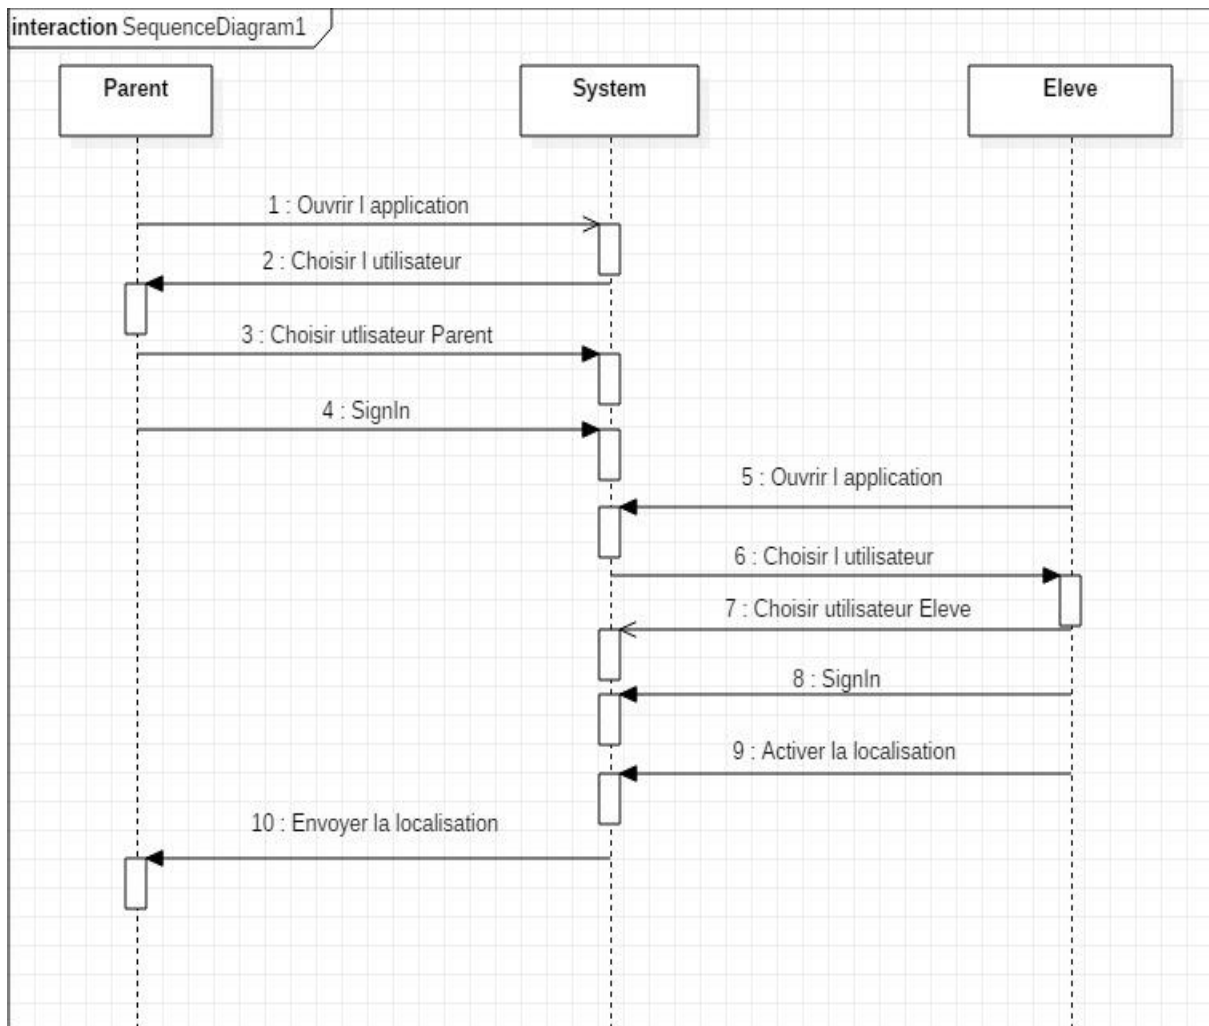 interaction SequenceDiagram1
Parent
System
Eleve
1 : Ouvrir l application
2 : Choisir l utilisateur
3 : Choisir utlisateur Parent
4 : SignIn
5 : Ouvrir l application
6 : Choisir l utilisateur
7 : Choisir utilisateur Eleve
8 : SignIn
9 : Activer la localisation
10 : Envoyer la localisation